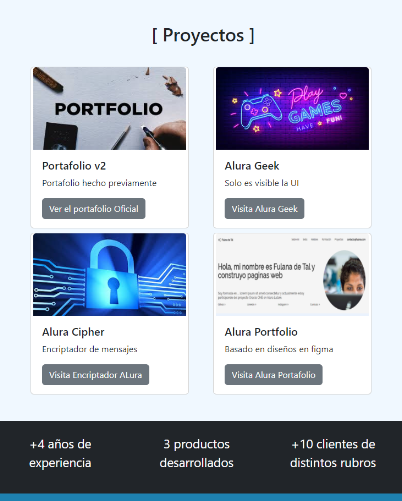 [ Proyectos ]
PORTFOLIO
Portafolio v2
Portafolio hecho previamente
Ver el portafolio Oficial
Play
GAMES
HAVE FUN!
Alura Geek
Solo es visible la UI
Visita Alura Geek
Alura Cipher
Encriptador de mensajes
Visita Encriptador ALura
Hola, mi nombre es Fulana de Tal y
construyo paginas web
Alura Portfolio
Basado en diseños en figma
Visita Alura Portafolio
+4 años de
experiencia
3 productos
desarrollados
+10 clientes de
distintos rubros